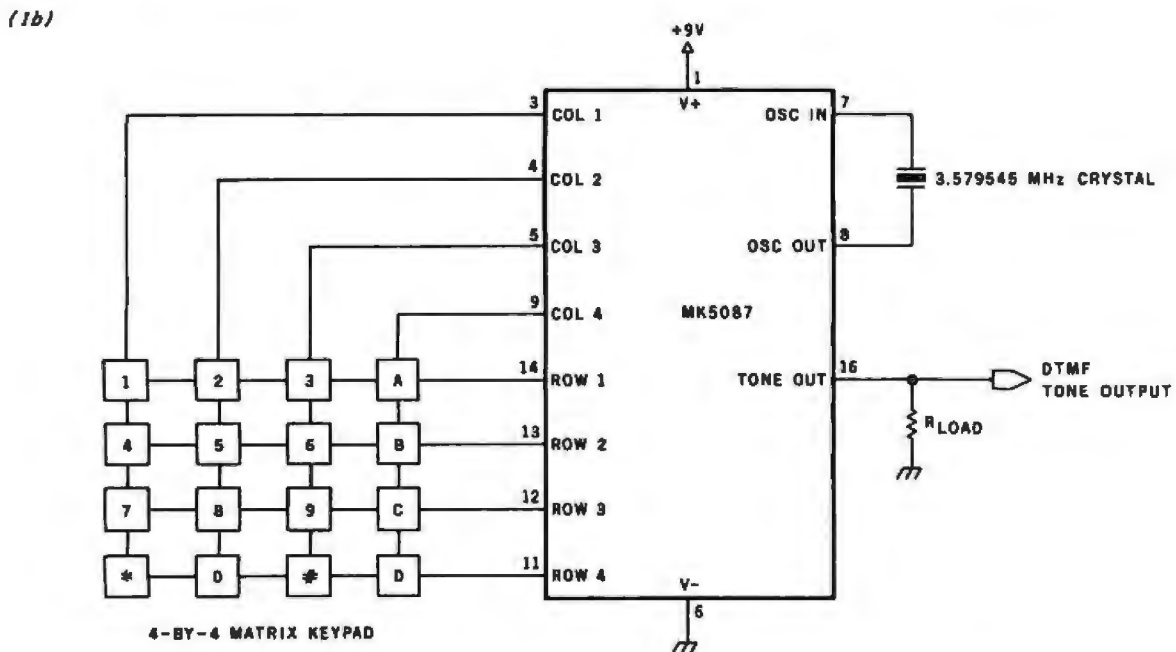 (1b)
+9V
1
V+
3 COL 1
OSC IN 7
4 COL 2
3.579545 MHz CRYSTAL
5 COL 3
OSC OUT 8
9 COL 4
MK5087
1 2 3 A 14 ROW 1
TONE OUT 16
DTMF
TONE OUTPUT
RLOAD
4 5 6 B 13 ROW 2
7 8 9 C 12 ROW 3
* 0 # D 11 ROW 4
V-
6
4-BY-4 MATRIX KEYPAD